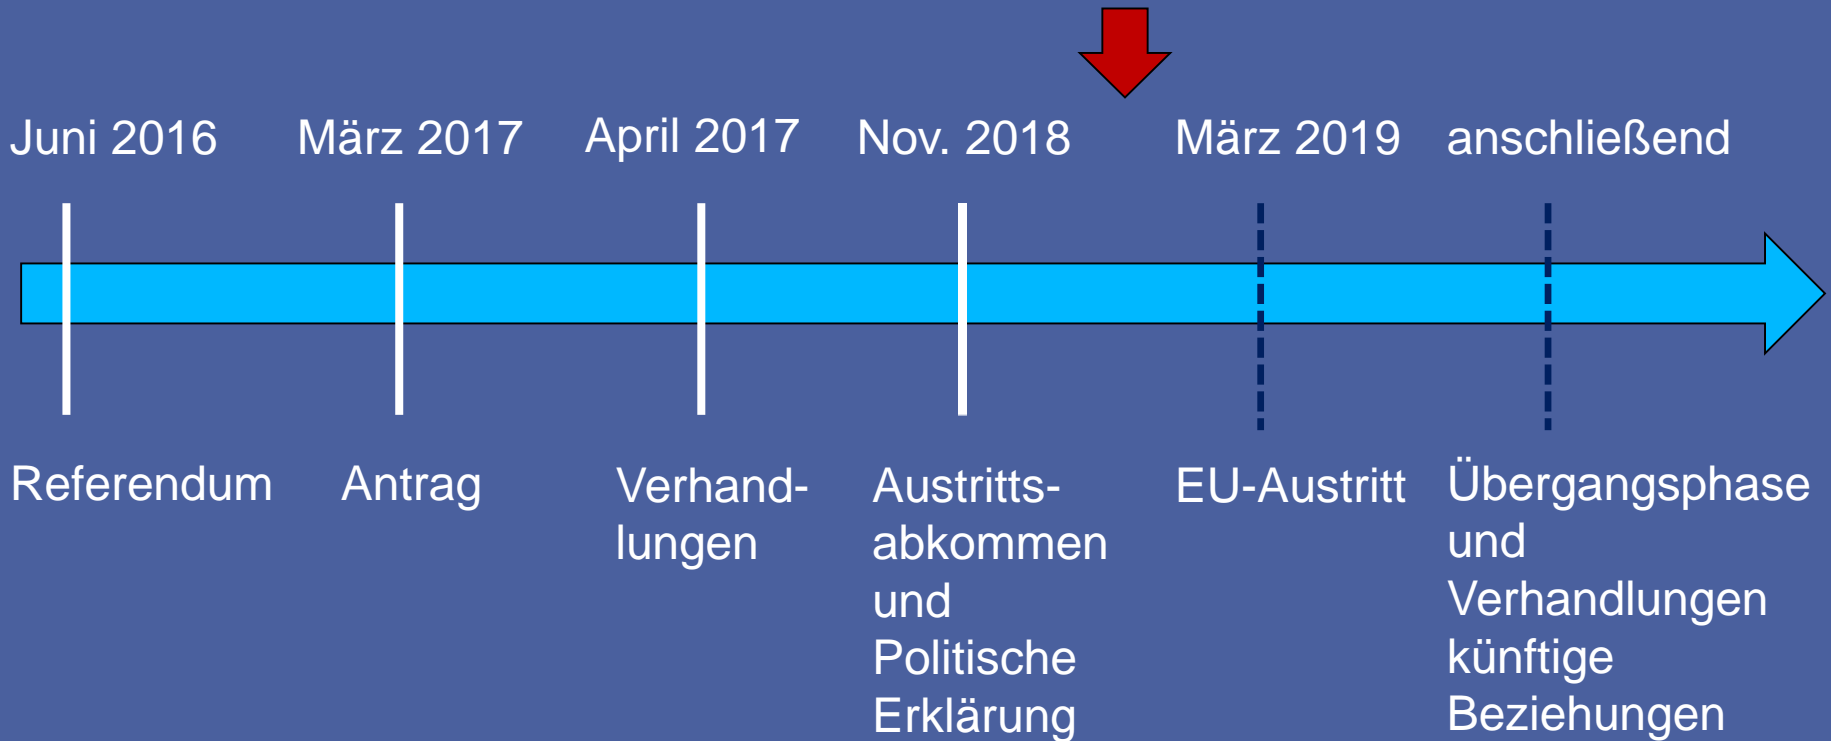 Juni 2016
März 2017
April 2017
Nov. 2018
März 2019
anschließend
Referendum
Antrag
Verhand-
lungen
Austritts-
abkommen
und
Politische
Erklärung
EU-Austritt
Übergangsphase
und
Verhandlungen
künftige
Beziehungen